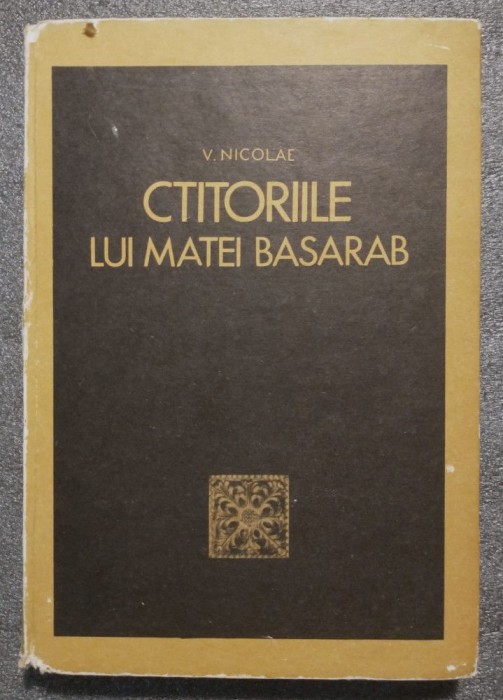 V. NICOLAE
CTITORIILE
LUI MATEI BASARAB